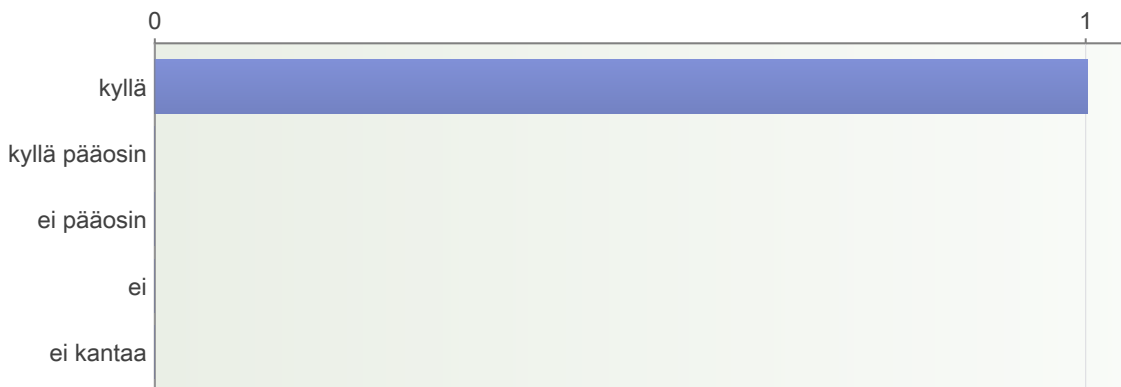 0 1
kyllä
kyllä pääosin
ei pääosin
ei
ei kantaa